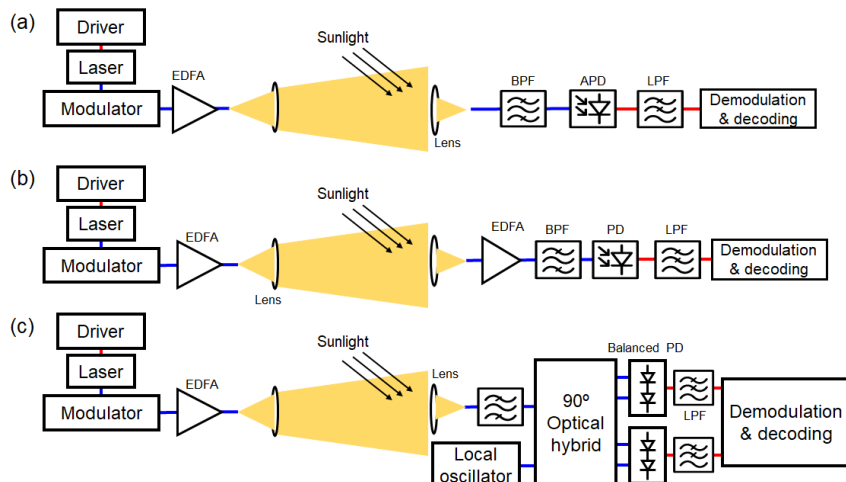 (a)
Driver
Laser
Modulator
EDFA
Sunlight
Lens
BPF
APD
LPF
Demodulation
& decoding
(b)
Driver
Laser
Modulator
EDFA
Lens
Sunlight
EDFA
BPF
PD
LPF
Demodulation
& decoding
(c)
Driver
Laser
Modulator
EDFA
Sunlight
Lens
Local
oscillator
90º
Optical
hybrid
Balanced PD
LPF
Demodulation
& decoding